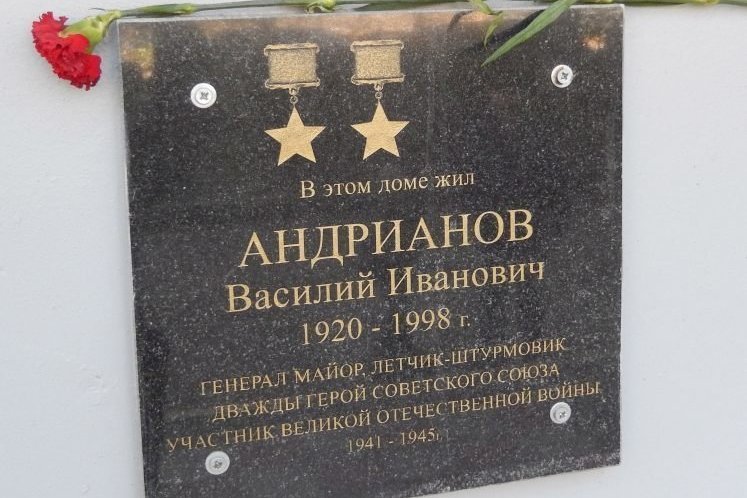 В этом доме жил
АНДРИАНОВ
Василий Иванович
1920 - 1998 г.
ГЕНЕРАЛ МАЙОР, ЛЕТЧИК-ШТУРМОВИК
ДВАЖДЫ ГЕРОЙ СОВЕТСКОГО СОЮЗА
УЧАСТНИК ВЕЛИКОЙ ОТЕЧЕСТВЕННОЙ ВОЙНЫ
1941 - 1945г.